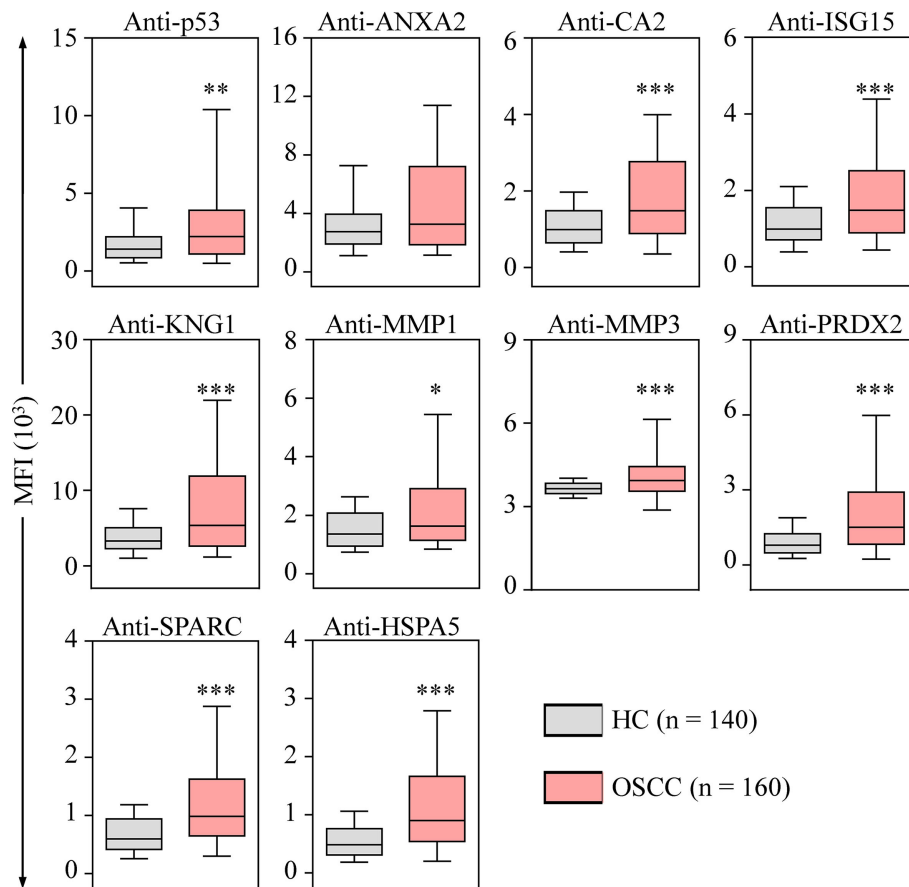 Anti-p53 Anti-ANXA2 Anti-CA2 Anti-ISG15
15 16 6 6
** *** ***
10 12 4 4
8
5 2 2
4
0 0 0 0
Anti-KNG1 Anti-MMP1 Anti-MMP3 Anti-PRDX2
30 8 9 9
*** * *** ***
20 6 6 6
4
10 3 3
2
0 0 0 0
MFI (10³)
Anti-SPARC Anti-HSPA5
4 4
*** ***
3 3
2 2
1 1
0 0
HC (n = 140)
OSCC (n = 160)